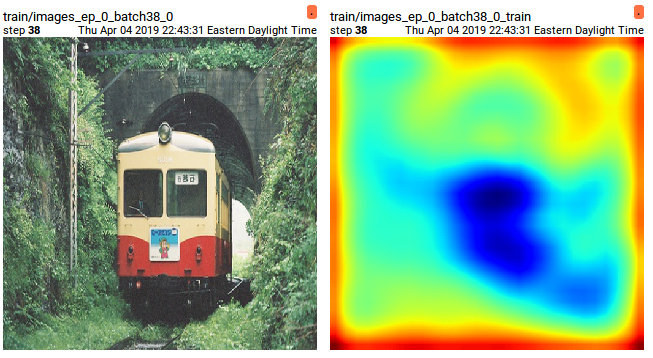 train/images_ep_0_batch38_0
step 38
Thu Apr 04 2019 22:43:31 Eastern Daylight Time
train/images_ep_0_batch38_0_train
step 38
Thu Apr 04 2019 22:43:31 Eastern Daylight Time